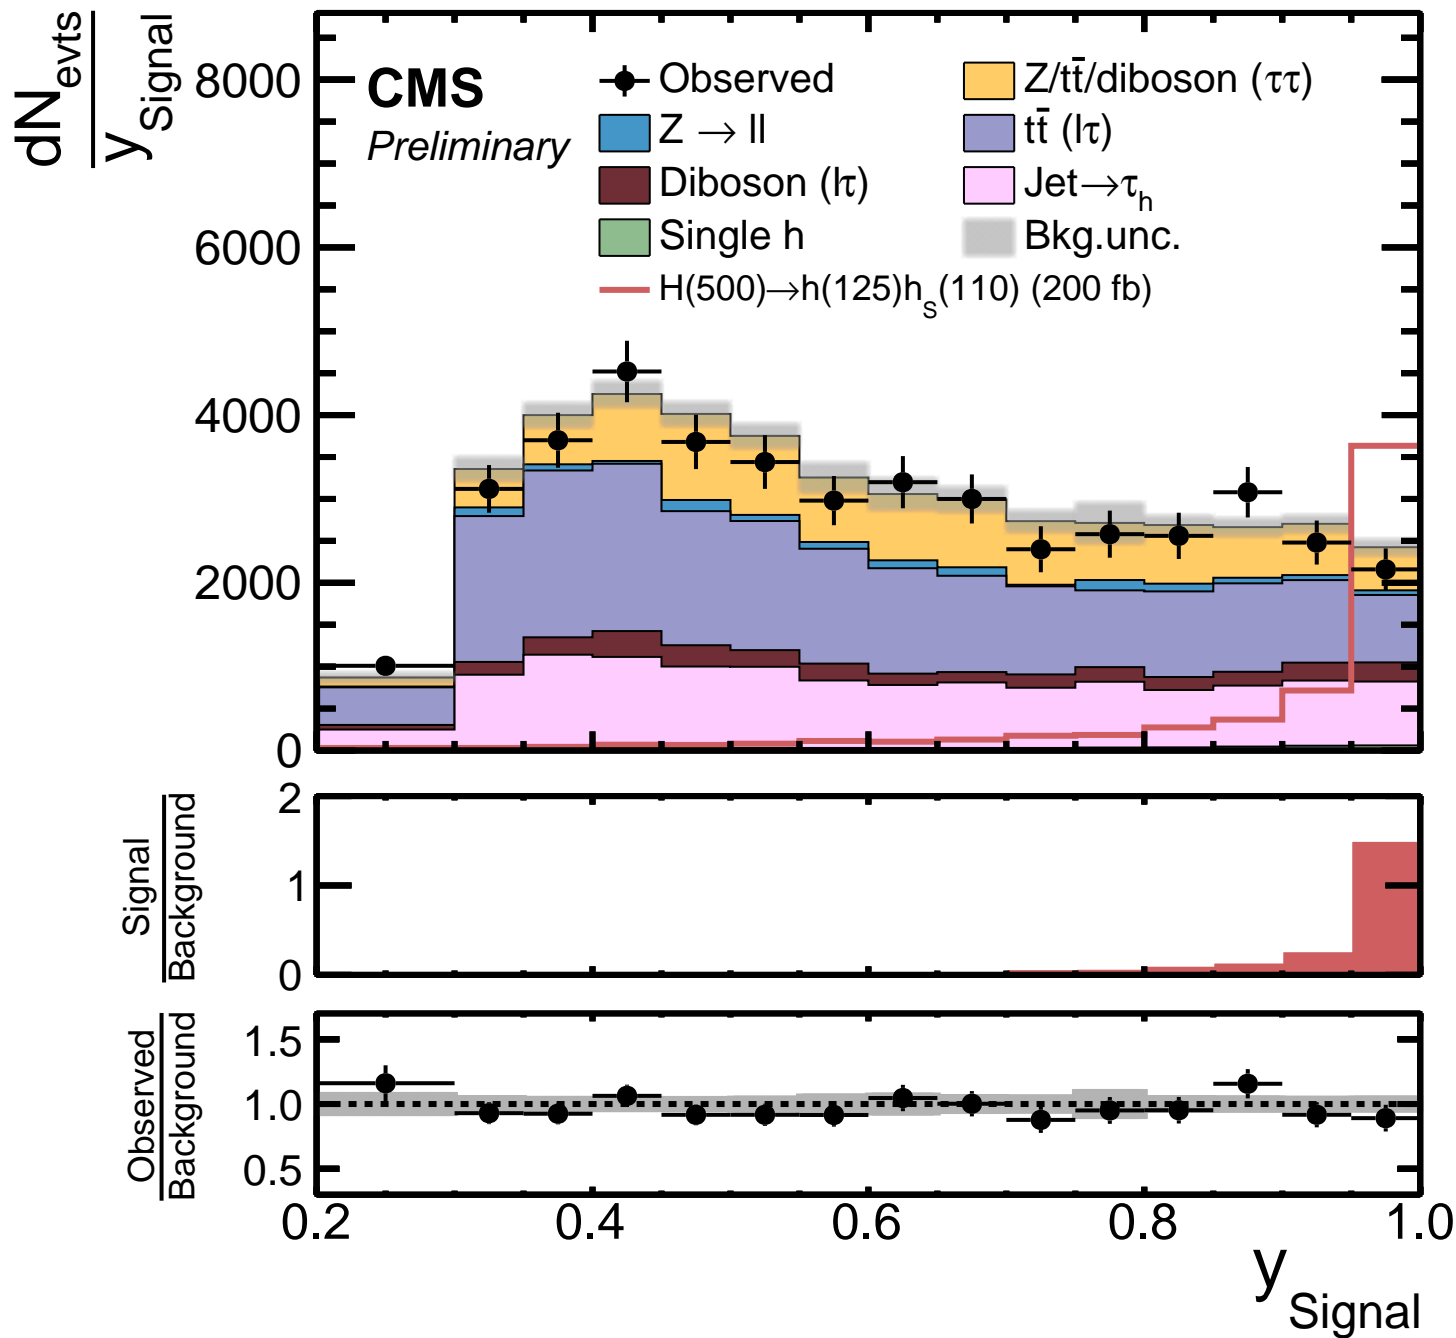 dN_evts
y_Signal
8000
6000
4000
2000
0
CMS
Preliminary
Observed
Z/tt̄/diboson (ττ)
Z → ll
tt̄ (lτ)
Diboson (lτ)
Jet→τ_h
Single h
Bkg.unc.
H(500)→h(125)h_S(110) (200 fb)
Signal
Background
2
1
0
Observed
Background
1.5
1.0
0.5
0.2 0.4 0.6 0.8 1.0
y_Signal